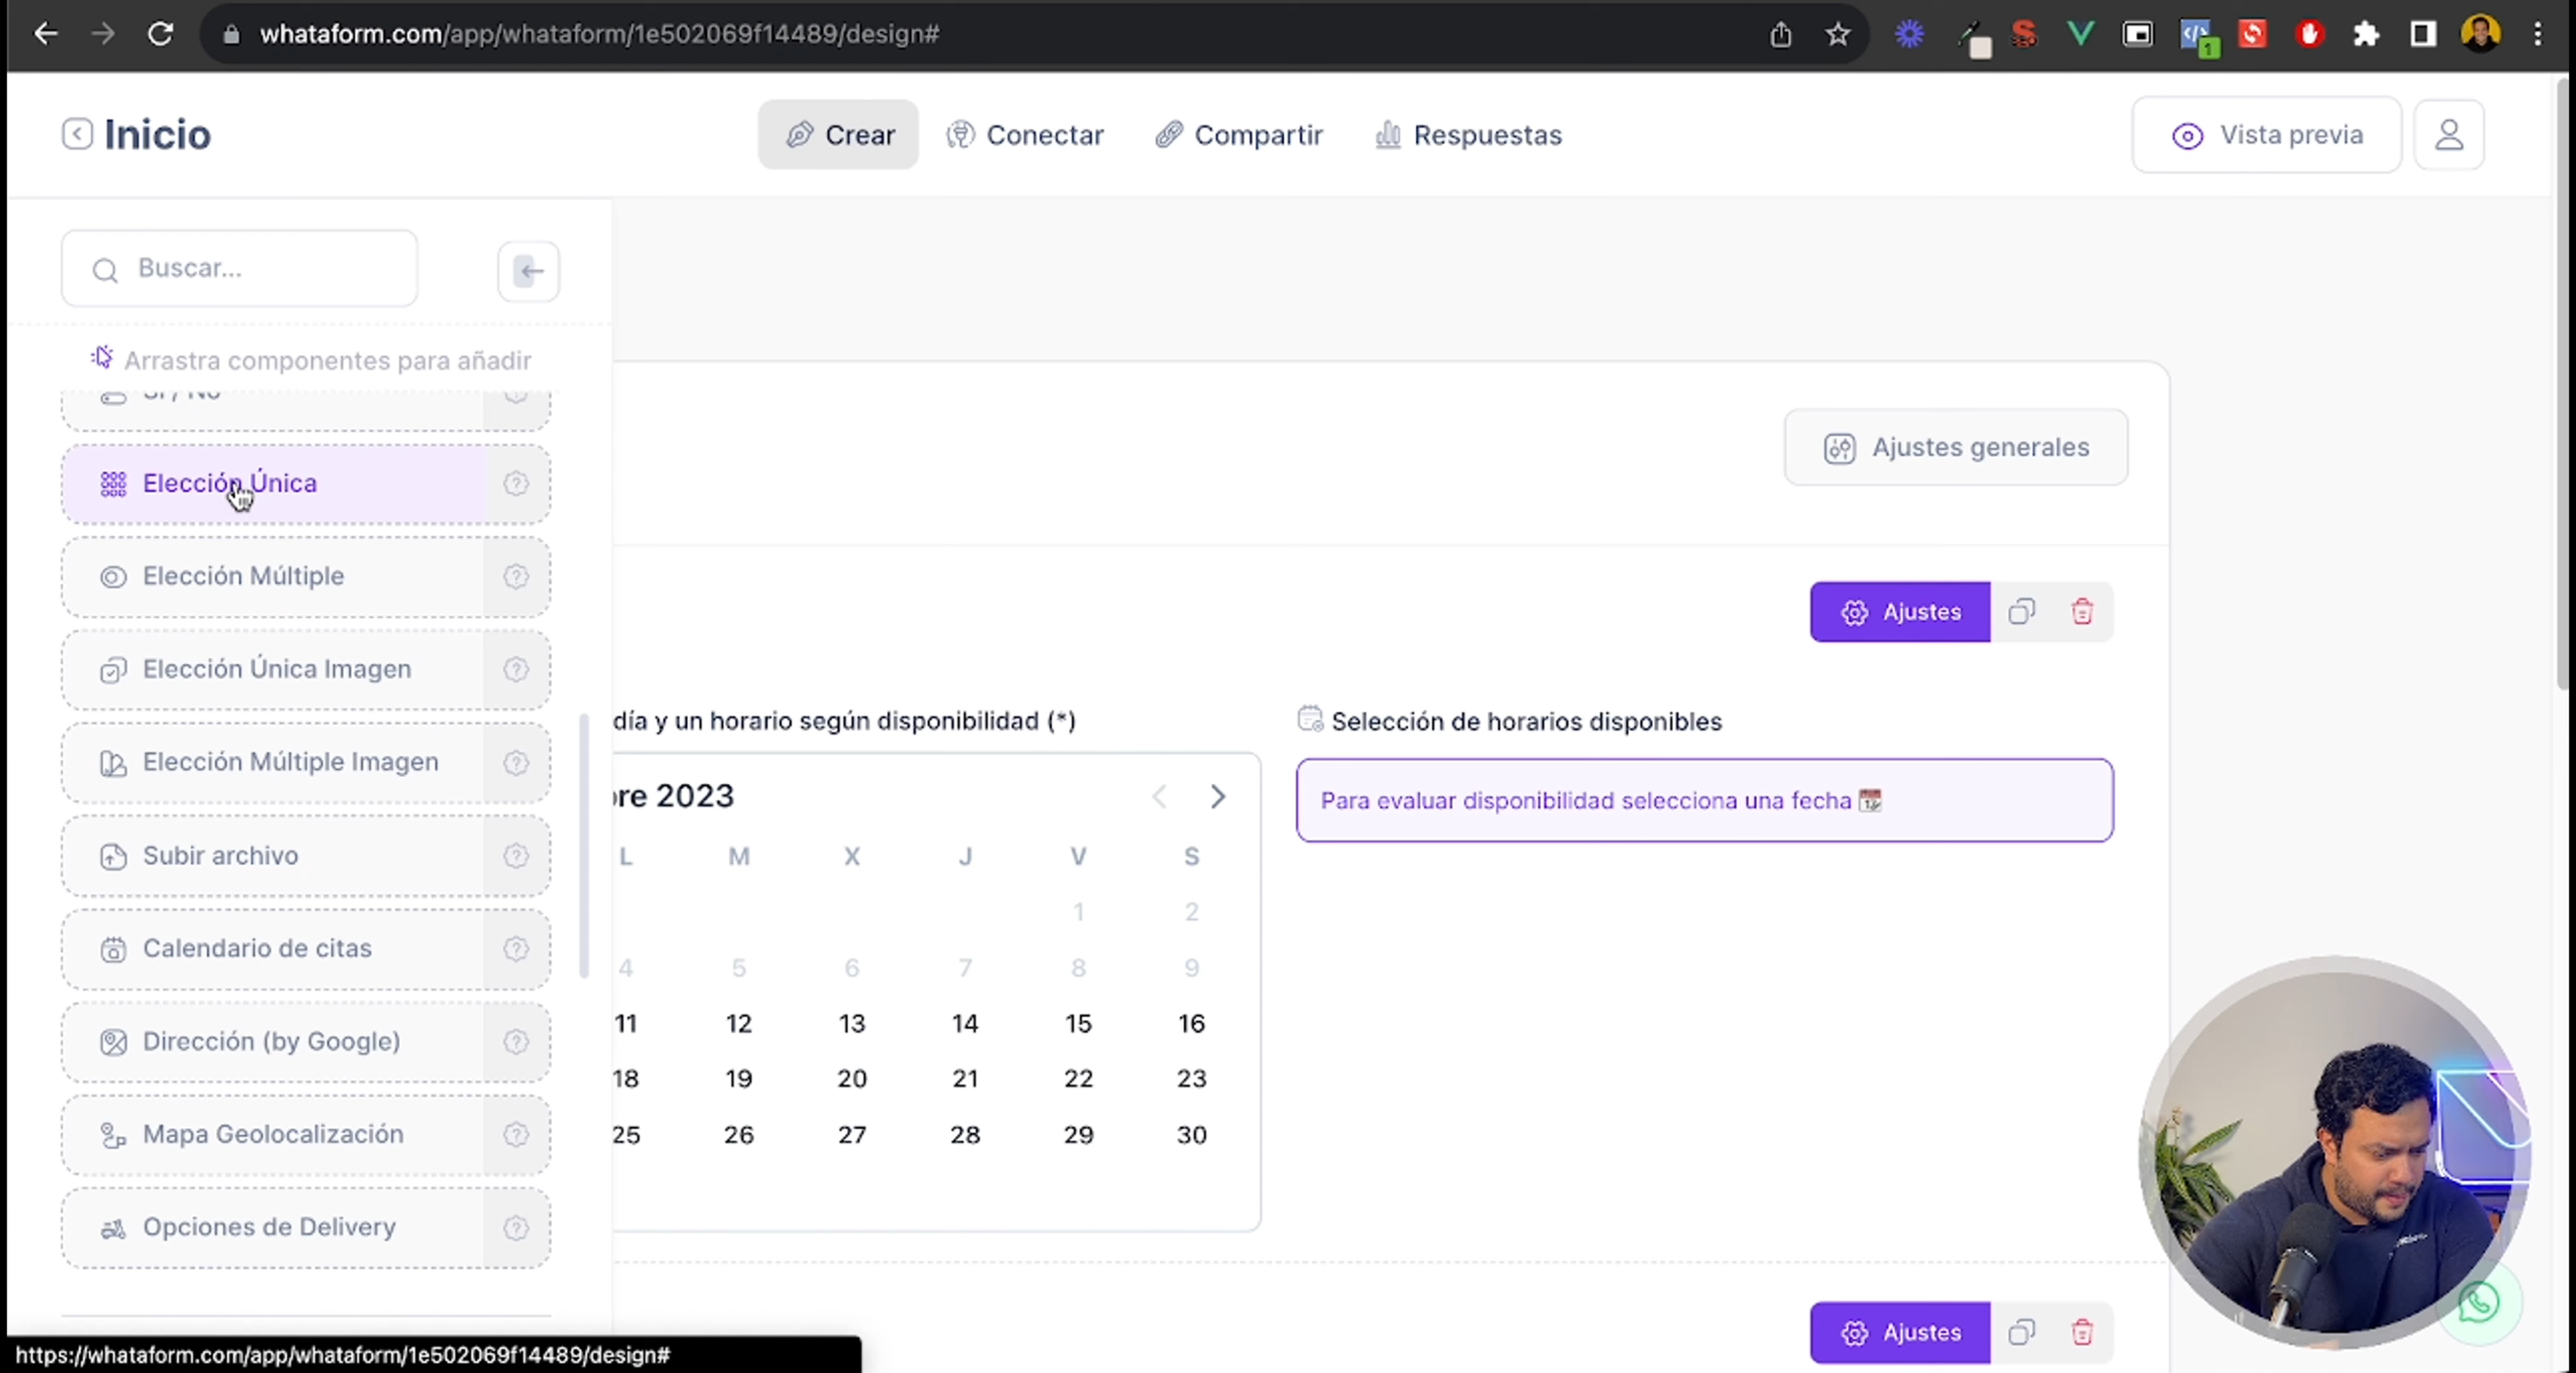 whataform.com/app/whataform/1e502069f14489/design#
1
Inicio
Crear
Conectar
Compartir
Respuestas
Vista previa
Buscar...
Arrastra componentes para añadir
Sí / No
Elección Única
Elección Múltiple
Elección Única Imagen
Elección Múltiple Imagen
Subir archivo
Calendario de citas
Dirección (by Google)
Mapa Geolocalización
Opciones de Delivery
Ajustes generales
Ajustes
día y un horario según disponibilidad (*)
Selección de horarios disponibles
bre 2023
Para evaluar disponibilidad selecciona una fecha
L M X J V S
1 2
4 5 6 7 8 9
11 12 13 14 15 16
18 19 20 21 22 23
25 26 27 28 29 30
Ajustes
https://whataform.com/app/whataform/1e502069f14489/design#